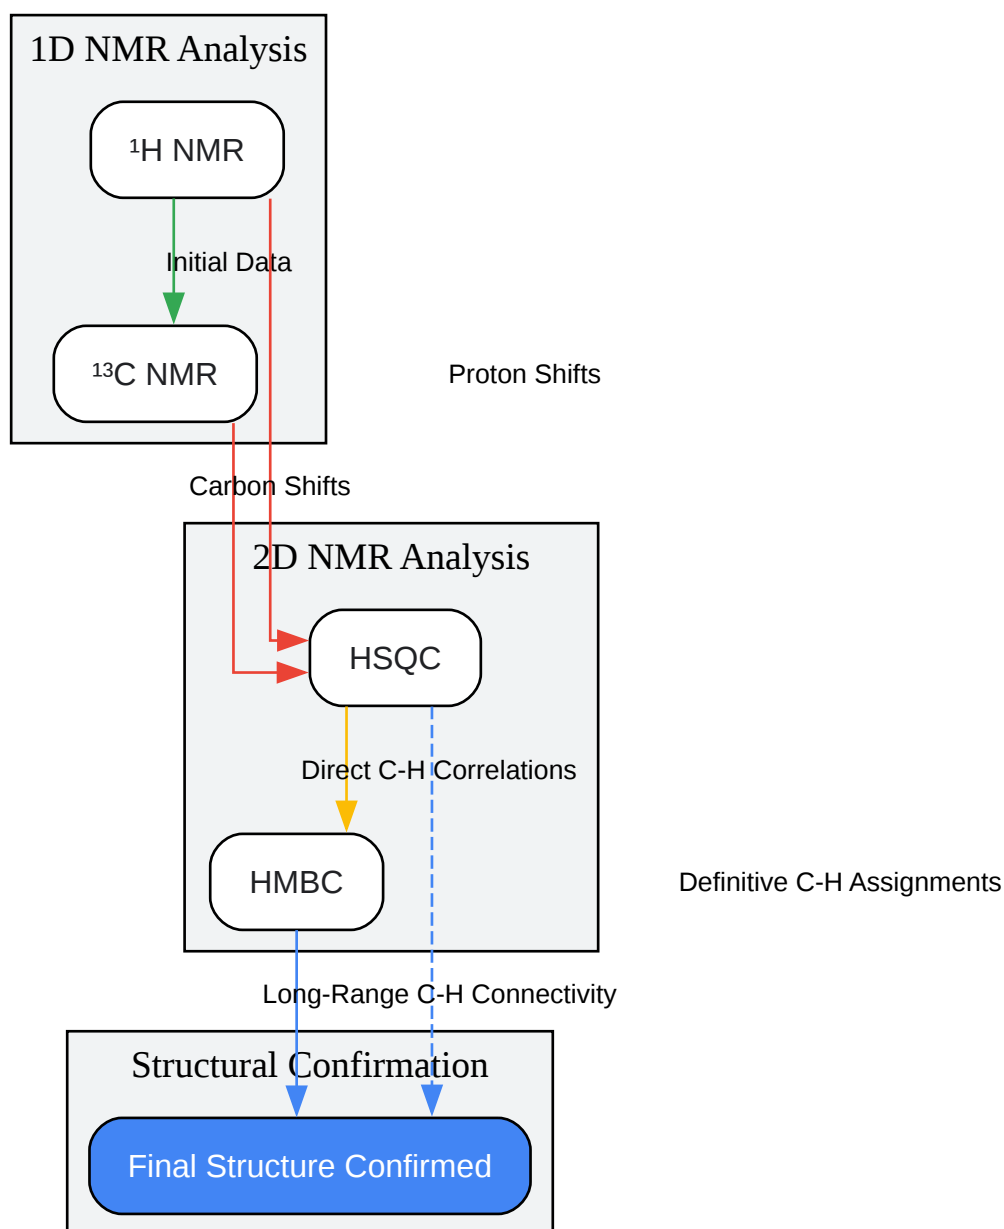 1D NMR Analysis
¹H NMR
Initial Data
¹³C NMR
Proton Shifts
Carbon Shifts
2D NMR Analysis
HSQC
Direct C-H Correlations
HMBC
Definitive C-H Assignments
Long-Range C-H Connectivity
Structural Confirmation
Final Structure Confirmed